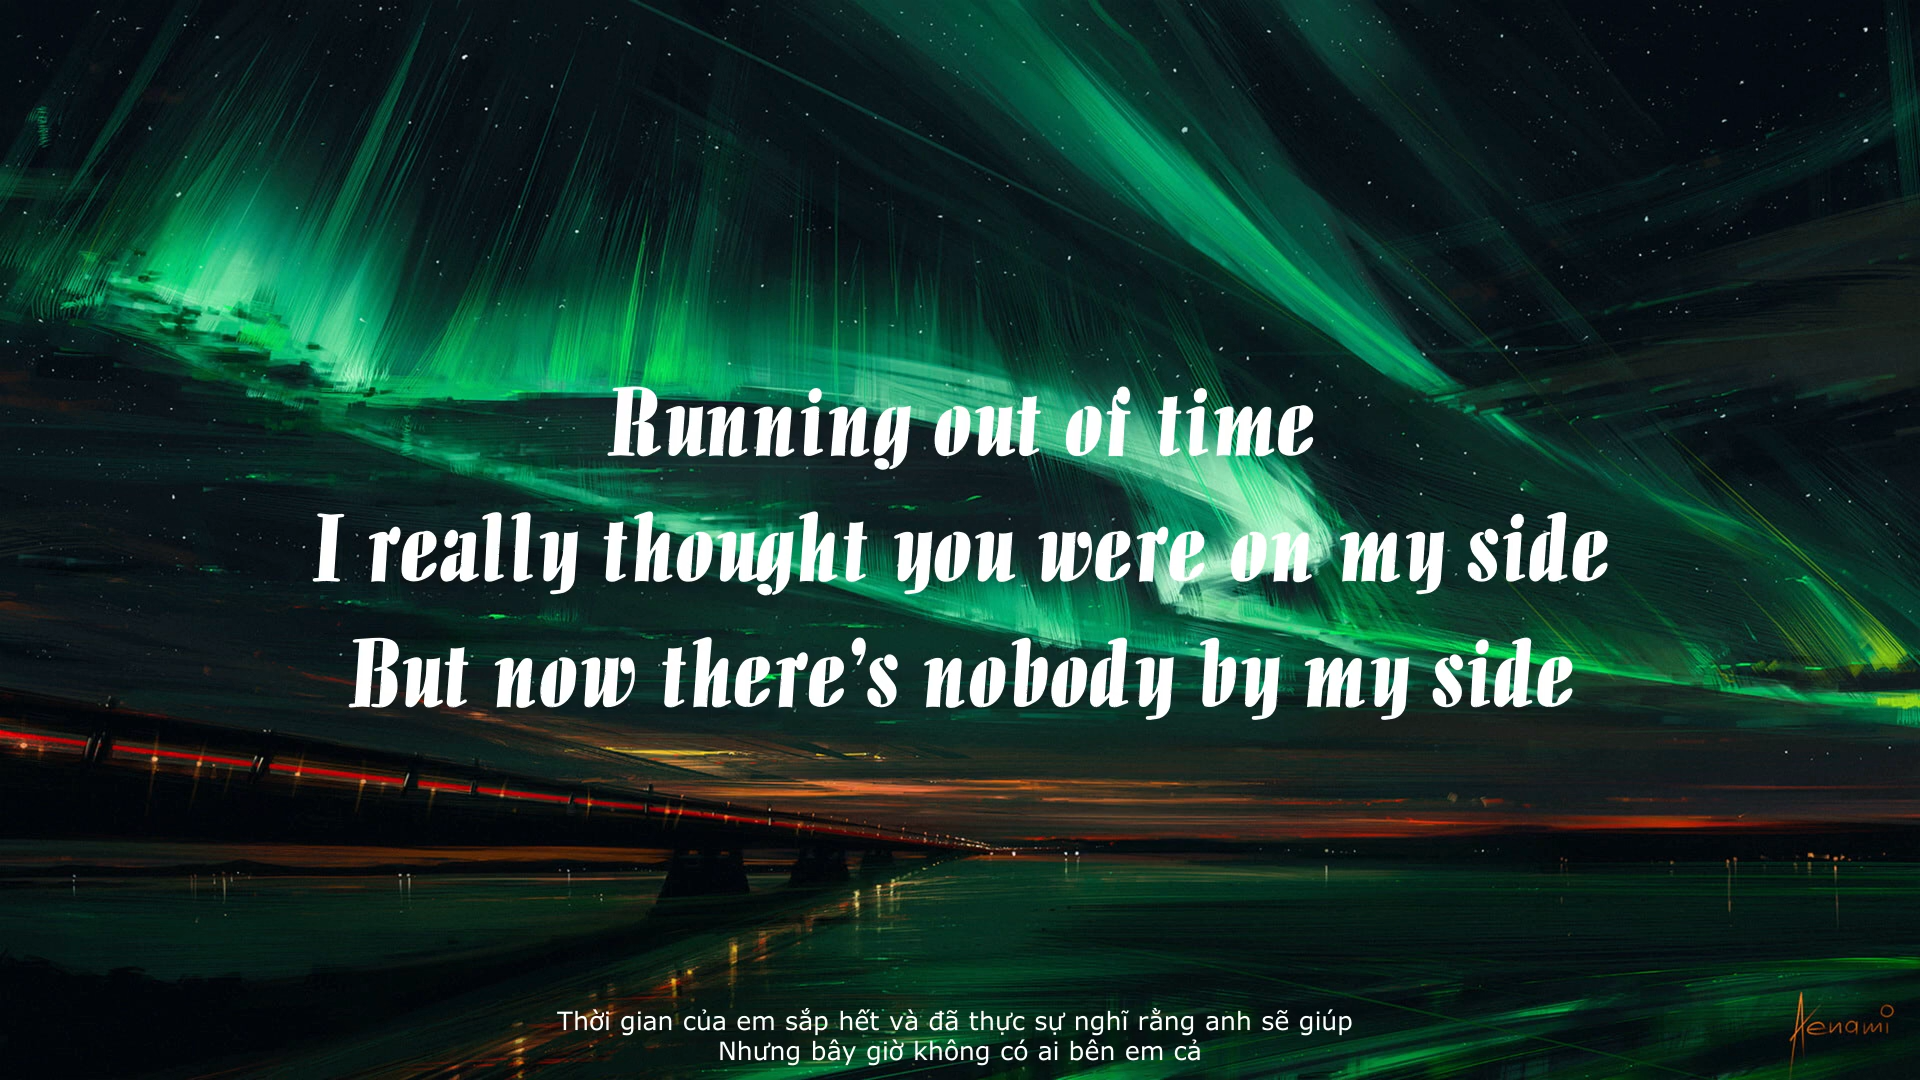 Running out of time
I really thought you were on my side
But now there's nobody by my side
Thời gian của em sắp hết và đã thực sự nghĩ rằng anh sẽ giúp
Nhưng bây giờ không có ai bên em cả
Aenami